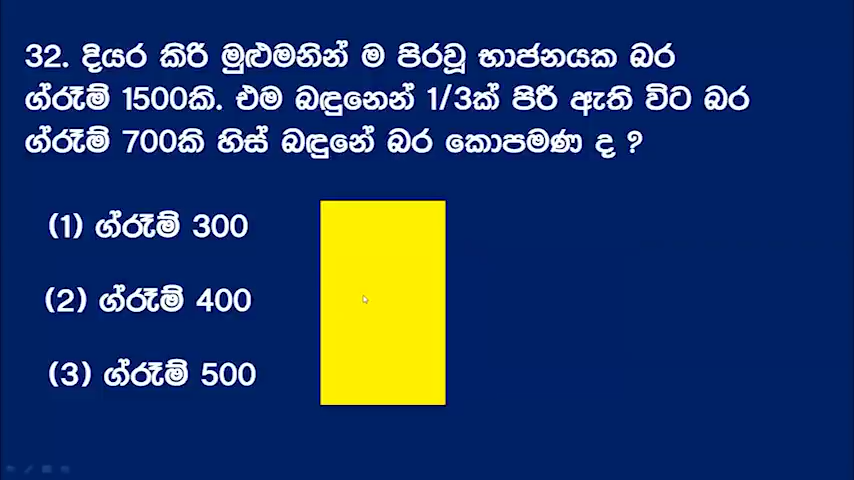 32. දියර කිරි මුළුමනින් ම පිරවූ භාජනයක බර
ග්රෑම් 1500කි. එම බඳුනෙන් 1/3ක් පිරී ඇති විට බර
ග්රෑම් 700කි හිස් බඳුනේ බර කොපමණ ද ?
(1) ග්රෑම් 300
(2) ග්රෑම් 400
(3) ග්රෑම් 500